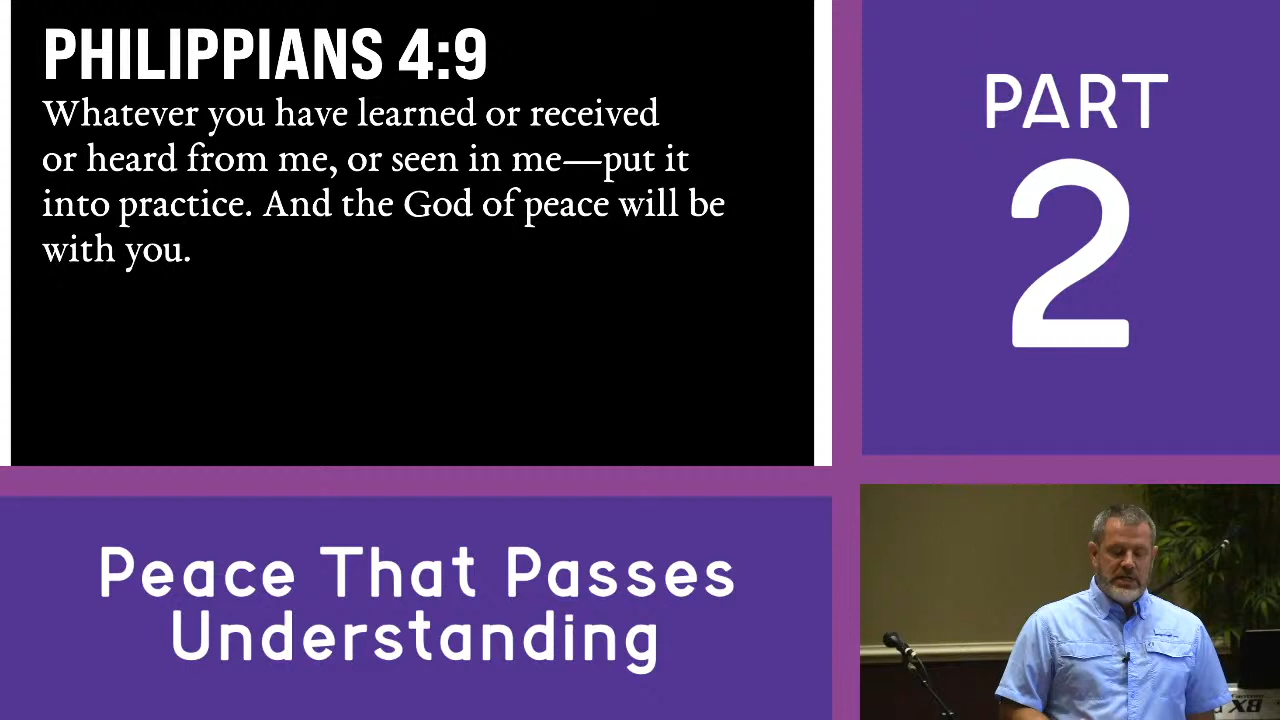 PHILIPPIANS 4:9
Whatever you have learned or received
or heard from me, or seen in me—put it
into practice. And the God of peace will be
with you.
PART
2
Peace That Passes
Understanding